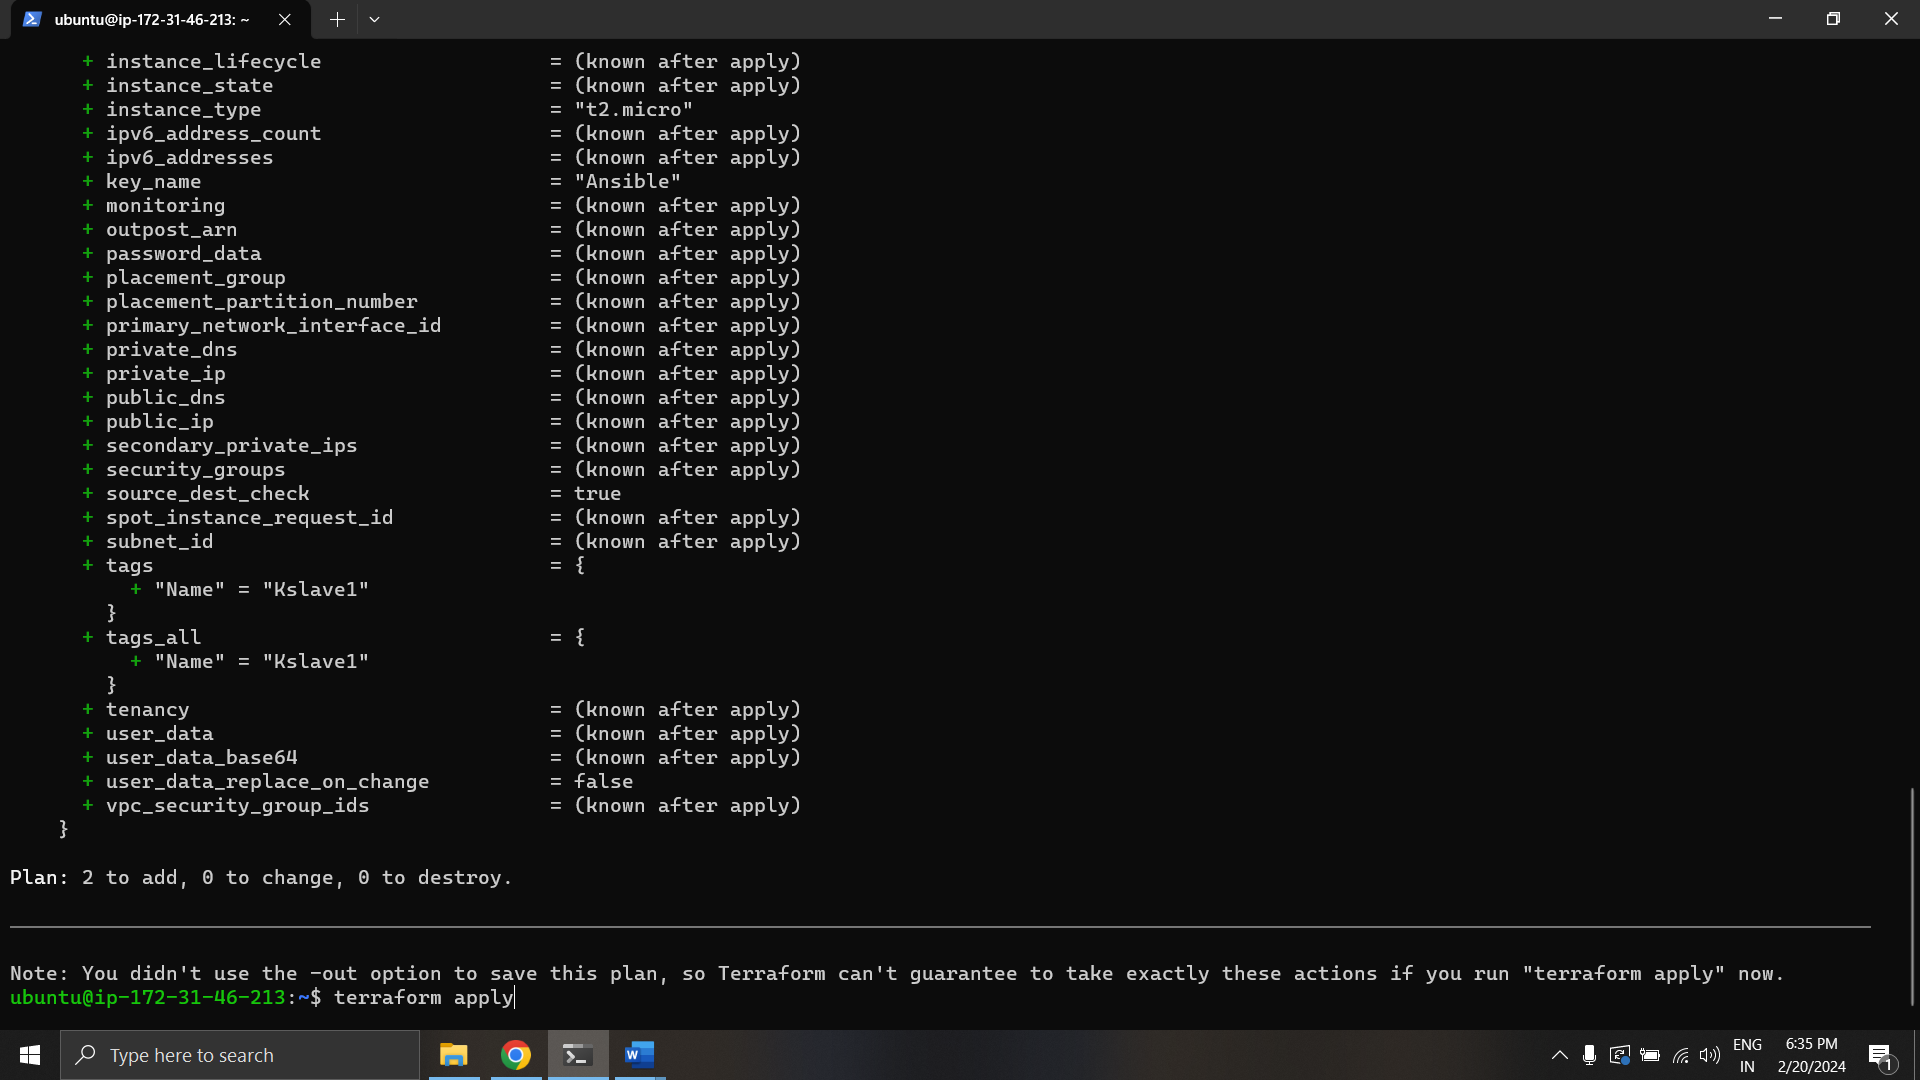 ubuntu@ip-172-31-46-213: ~
+ instance_lifecycle = (known after apply)
+ instance_state = (known after apply)
+ instance_type = "t2.micro"
+ ipv6_address_count = (known after apply)
+ ipv6_addresses = (known after apply)
+ key_name = "Ansible"
+ monitoring = (known after apply)
+ outpost_arn = (known after apply)
+ password_data = (known after apply)
+ placement_group = (known after apply)
+ placement_partition_number = (known after apply)
+ primary_network_interface_id = (known after apply)
+ private_dns = (known after apply)
+ private_ip = (known after apply)
+ public_dns = (known after apply)
+ public_ip = (known after apply)
+ secondary_private_ips = (known after apply)
+ security_groups = (known after apply)
+ source_dest_check = true
+ spot_instance_request_id = (known after apply)
+ subnet_id = (known after apply)
+ tags = {
+ "Name" = "Kslave1"
}
+ tags_all = {
+ "Name" = "Kslave1"
}
+ tenancy = (known after apply)
+ user_data = (known after apply)
+ user_data_base64 = (known after apply)
+ user_data_replace_on_change = false
+ vpc_security_group_ids = (known after apply)
}
Plan: 2 to add, 0 to change, 0 to destroy.
Note: You didn't use the -out option to save this plan, so Terraform can't guarantee to take exactly these actions if you run "terraform apply" now.
ubuntu@ip-172-31-46-213:~$ terraform apply
Type here to search
ENG
IN
6:35 PM
2/20/2024
1